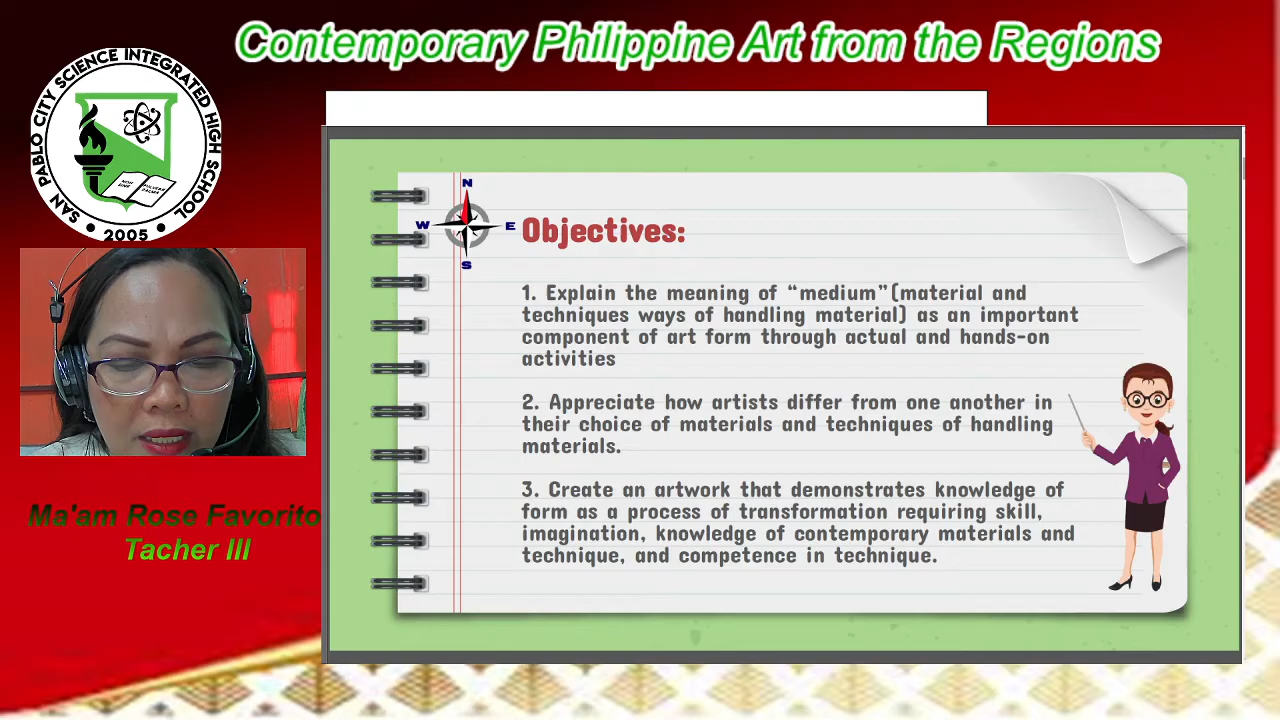 Contemporary Philippine Art from the Regions
SAN PABLO CITY SCIENCE INTEGRATED HIGH SCHOOL
• 2005 •
N
W
E
S
Objectives:
1. Explain the meaning of “medium”(material and
techniques ways of handling material) as an important
component of art form through actual and hands-on
activities
2. Appreciate how artists differ from one another in
their choice of materials and techniques of handling
materials.
3. Create an artwork that demonstrates knowledge of
form as a process of transformation requiring skill,
imagination, knowledge of contemporary materials and
technique, and competence in technique.
Ma'am Rose Favorito
Tacher III